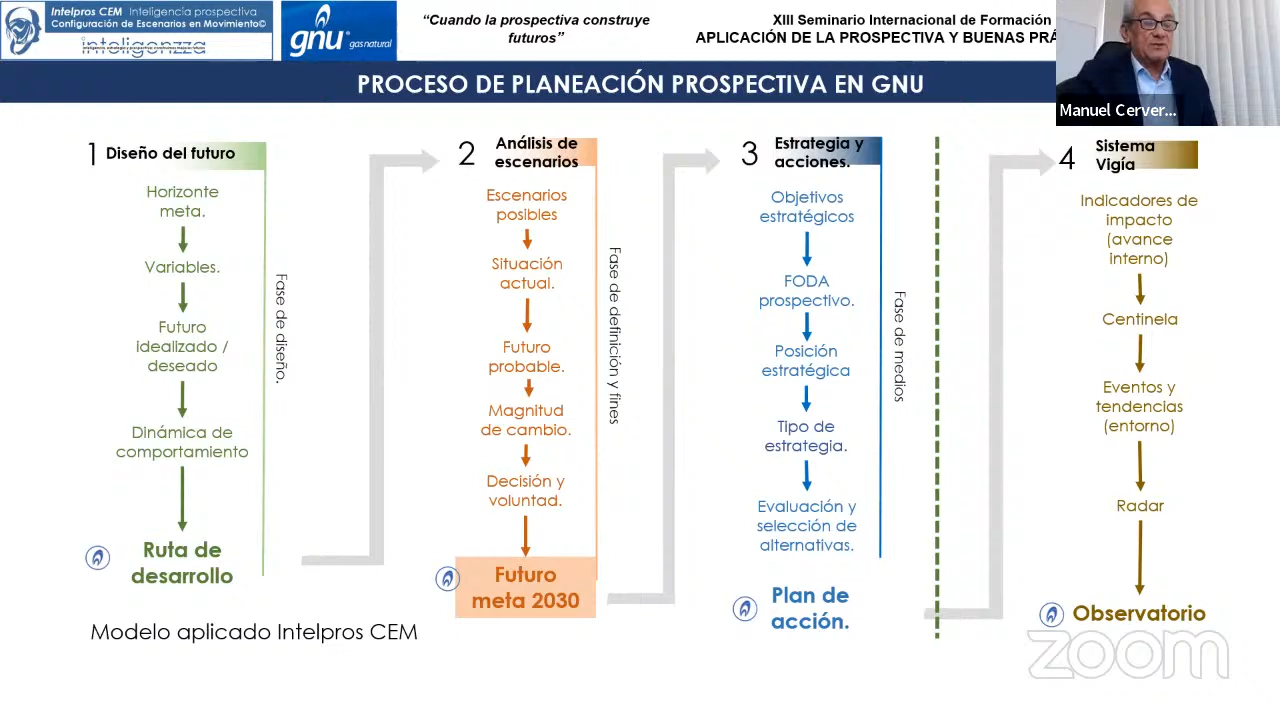 Intelpros CEM Inteligencia prospectiva
Configuración de Escenarios en Movimiento©
inteligenzza
gnu gas natural
“Cuando la prospectiva construye
futuros”
XIII Seminario Internacional de Formación
APLICACIÓN DE LA PROSPECTIVA Y BUENAS PRÁ
Manuel Cerver...
PROCESO DE PLANEACIÓN PROSPECTIVA EN GNU
1 Diseño del futuro
Horizonte
meta.
Variables.
Futuro
idealizado /
deseado
Dinámica de
comportamiento
Ruta de
desarrollo
Fase de diseño.
2 Análisis de
escenarios
Escenarios
posibles
Situación
actual.
Futuro
probable.
Magnitud
de cambio.
Decisión y
voluntad.
Futuro
meta 2030
Fase de definición y fines
3 Estrategia y
acciones.
Objetivos
estratégicos
FODA
prospectivo.
Posición
estratégica
Tipo de
estrategia.
Evaluación y
selección de
alternativas.
Plan de
acción.
Fase de medios
4 Sistema
Vigía
Indicadores de
impacto
(avance
interno)
Centinela
Eventos y
tendencias
(entorno)
Radar
Observatorio
Modelo aplicado Intelpros CEM
zoom